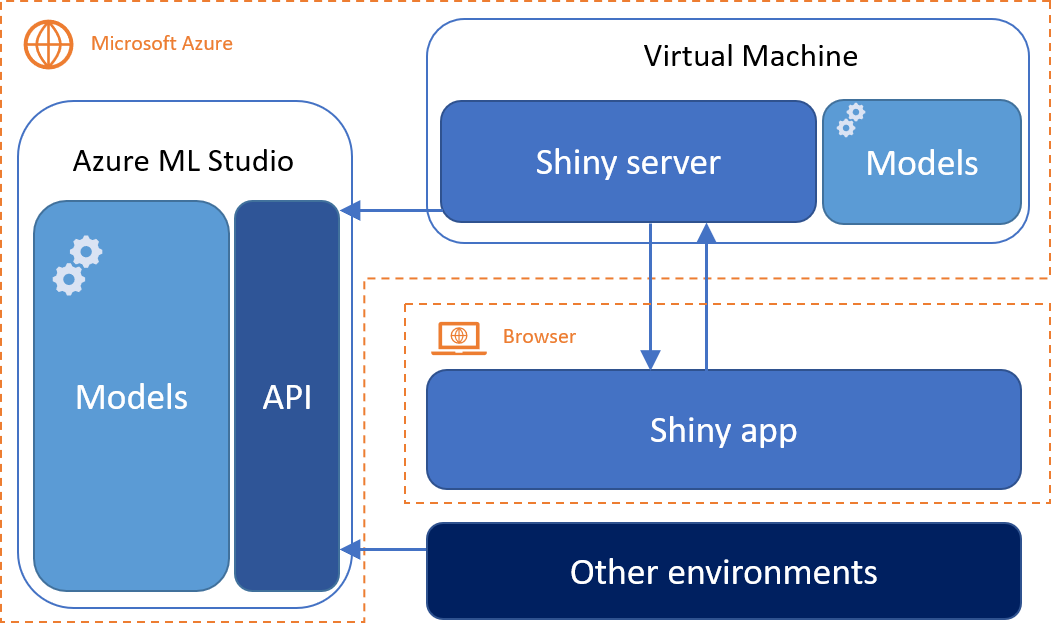 Microsoft Azure
Virtual Machine
Azure ML Studio
Shiny server
Models
Models
API
Browser
Shiny app
Other environments